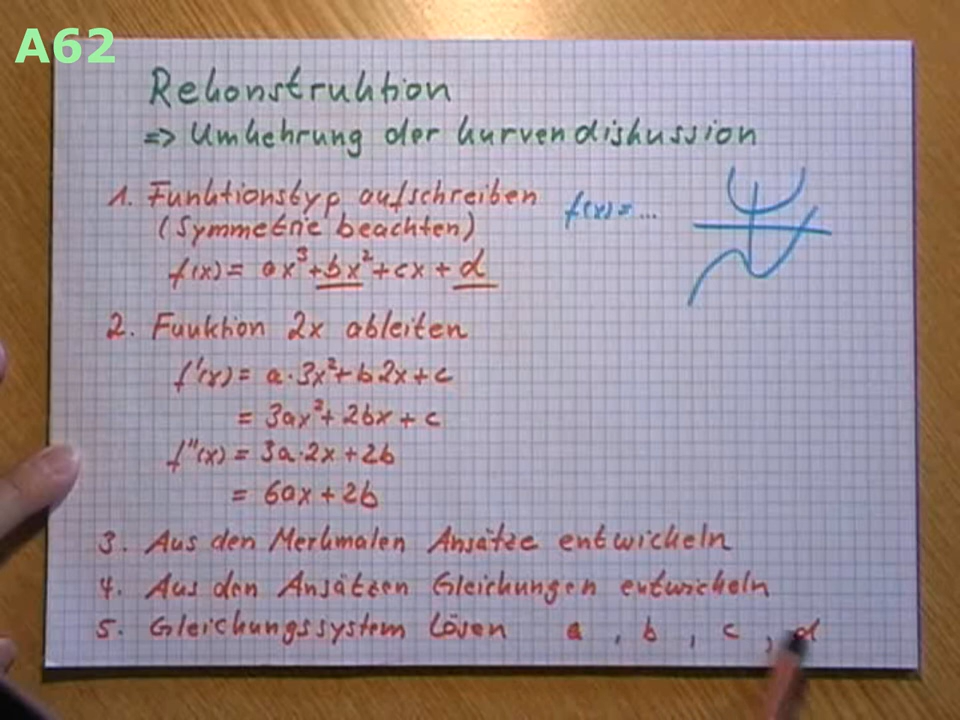 A62
Rekonstruktion
=> Umkehrung der Kurvendiskussion
1. Funktionstyp aufschreiben
(Symmetrie beachten)
f(x) = ...
f(x) = ax³+bx²+cx+d
2. Funktion 2x ableiten
f'(x) = a·3x²+b2x+c
= 3ax²+2bx+c
f''(x) = 3a·2x+2b
= 6ax+2b
3. Aus den Merkmalen Ansätze entwickeln
4. Aus den Ansätzen Gleichungen entwickeln
5. Gleichungssystem lösen a, b, c, d